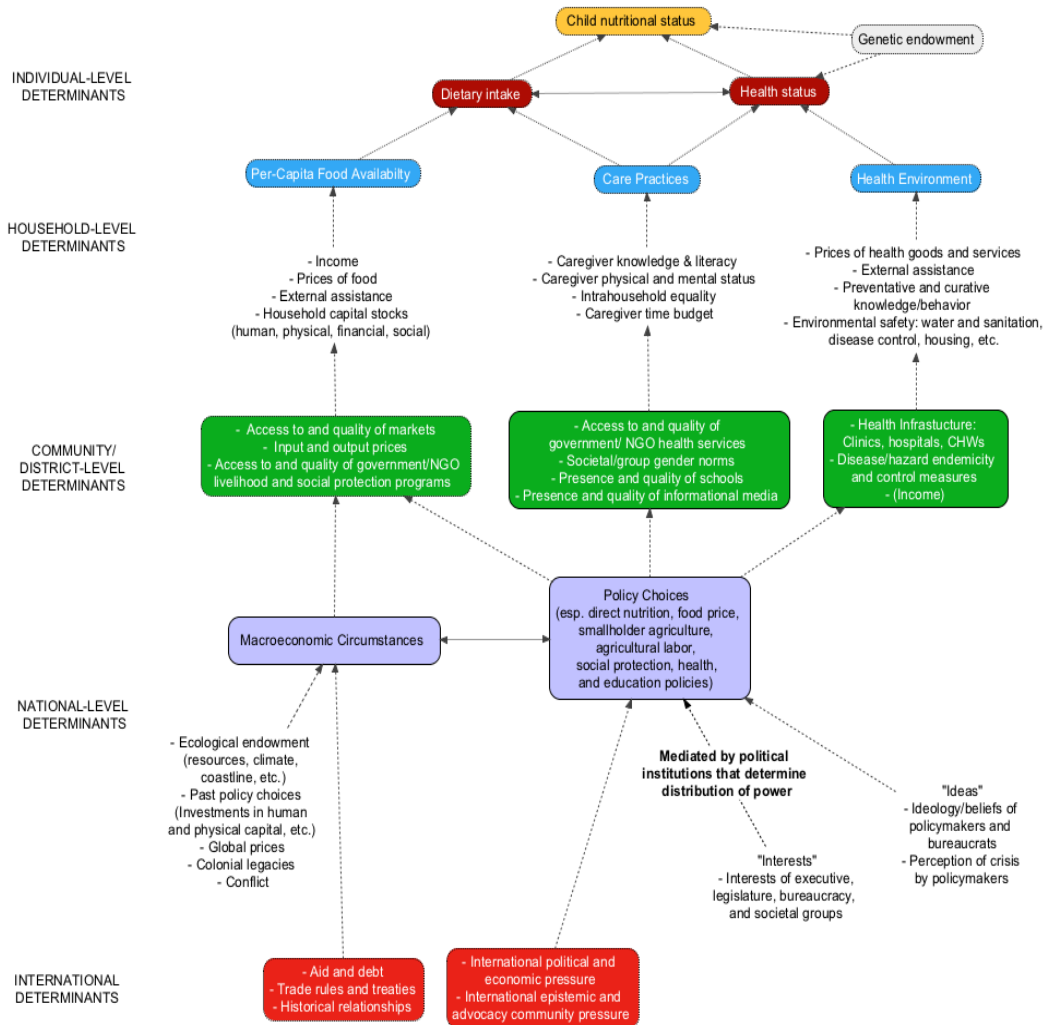 Child nutritional status
Genetic endowment
INDIVIDUAL-LEVEL
DETERMINANTS
Dietary intake
Health status
Per-Capita Food Availabilty
Care Practices
Health Environment
HOUSEHOLD-LEVEL
DETERMINANTS
- Income
- Prices of food
- External assistance
- Household capital stocks
(human, physical, financial, social)
- Caregiver knowledge & literacy
- Caregiver physical and mental status
- Intrahousehold equality
- Caregiver time budget
- Prices of health goods and services
- External assistance
- Preventative and curative
knowledge/behavior
- Environmental safety: water and sanitation,
disease control, housing, etc.
COMMUNITY/
DISTRICT-LEVEL
DETERMINANTS
- Access to and quality of markets
- Input and output prices
- Access to and quality of government/NGO
livelihood and social protection programs
- Access to and quality of
government/ NGO health services
- Societal/group gender norms
- Presence and quality of schools
- Presence and quality of informational media
- Health Infrastucture:
Clinics, hospitals, CHWs
- Disease/hazard endemicity
and control measures
- (Income)
Macroeconomic Circumstances
Policy Choices
(esp. direct nutrition, food price,
smallholder agriculture,
agricultural labor,
social protection, health,
and education policies)
NATIONAL-LEVEL
DETERMINANTS
- Ecological endowment
(resources, climate,
coastline, etc.)
- Past policy choices
(Investments in human
and physical capital, etc.)
- Global prices
- Colonial legacies
- Conflict
Mediated by political
institutions that determine
distribution of power
"Interests"
- Interests of executive,
legislature, bureaucracy,
and societal groups
"Ideas"
- Ideology/beliefs of
policymakers and
bureaucrats
- Perception of crisis
by policymakers
INTERNATIONAL
DETERMINANTS
- Aid and debt
- Trade rules and treaties
- Historical relationships
- International political and
economic pressure
- International epistemic and
advocacy community pressure